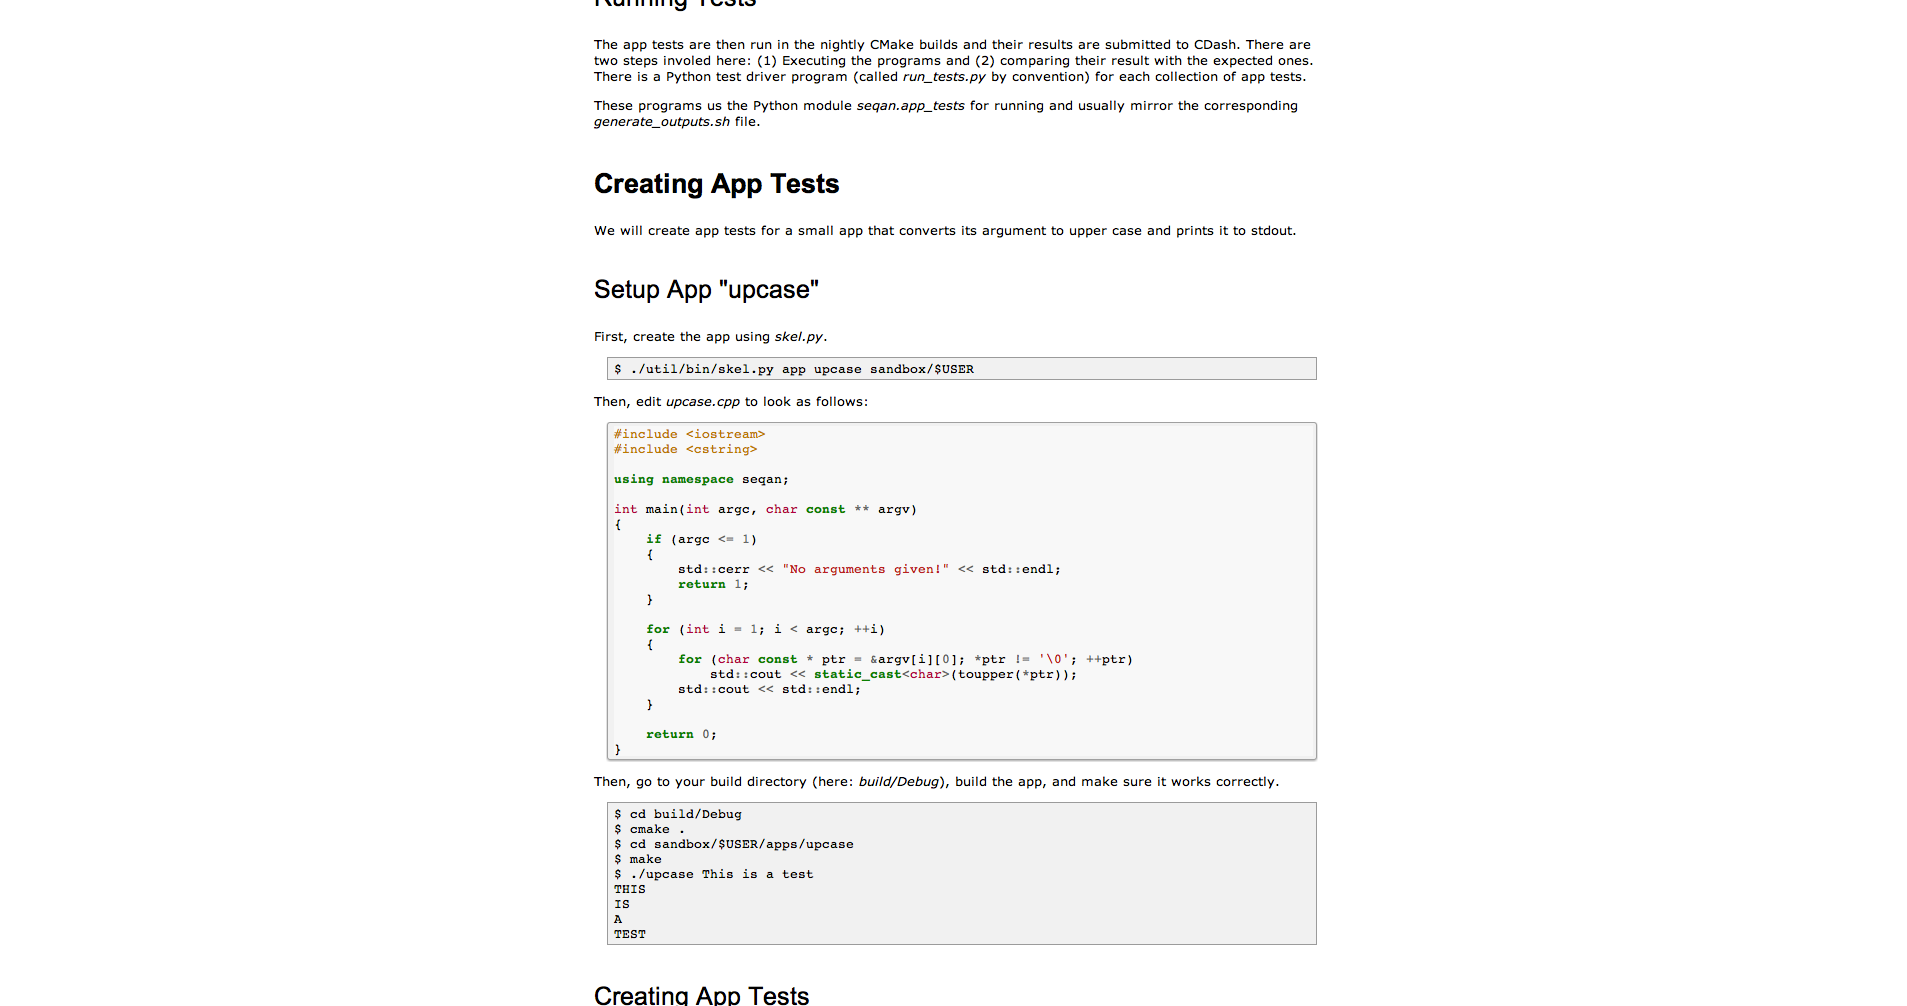 Running Tests
The app tests are then run in the nightly CMake builds and their results are submitted to CDash. There are
two steps involed here: (1) Executing the programs and (2) comparing their result with the expected ones.
There is a Python test driver program (called run_tests.py by convention) for each collection of app tests.
These programs us the Python module seqan.app_tests for running and usually mirror the corresponding
generate_outputs.sh file.
Creating App Tests
We will create app tests for a small app that converts its argument to upper case and prints it to stdout.
Setup App "upcase"
First, create the app using skel.py.
$ ./util/bin/skel.py app upcase sandbox/$USER
Then, edit upcase.cpp to look as follows:
#include <iostream>
#include <cstring>
using namespace seqan;
int main(int argc, char const ** argv)
{
    if (argc <= 1)
    {
        std::cerr << "No arguments given!" << std::endl;
        return 1;
    }
    for (int i = 1; i < argc; ++i)
    {
        for (char const * ptr = &argv[i][0]; *ptr != '\0'; ++ptr)
            std::cout << static_cast<char>(toupper(*ptr));
        std::cout << std::endl;
    }
    return 0;
}
Then, go to your build directory (here: build/Debug), build the app, and make sure it works correctly.
$ cd build/Debug
$ cmake .
$ cd sandbox/$USER/apps/upcase
$ make
$ ./upcase This is a test
THIS
IS
A
TEST
Creating App Tests